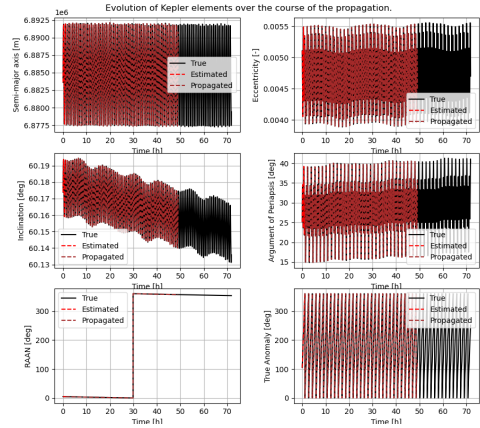 Evolution of Kepler elements over the course of the propagation.
1e6
6.8925
6.8900
6.8875
6.8850
6.8825
6.8800
6.8775
Semi-major axis [m]
True
Estimated
Propagated
0 10 20 30 40 50 60 70
Time [h]
0.0055
0.0050
0.0045
0.0040
Eccentricity [-]
True
Estimated
Propagated
0 10 20 30 40 50 60 70
Time [h]
60.19
60.18
60.17
60.16
60.15
60.14
60.13
Inclination [deg]
True
Estimated
Propagated
0 10 20 30 40 50 60 70
Time [h]
40
35
30
25
20
15
Argument of Periapsis [deg]
True
Estimated
Propagated
0 10 20 30 40 50 60 70
Time [h]
300
200
100
0
RAAN [deg]
True
Estimated
Propagated
0 10 20 30 40 50 60 70
Time [h]
300
200
100
0
True Anomaly [deg]
True
Estimated
Propagated
0 10 20 30 40 50 60 70
Time [h]